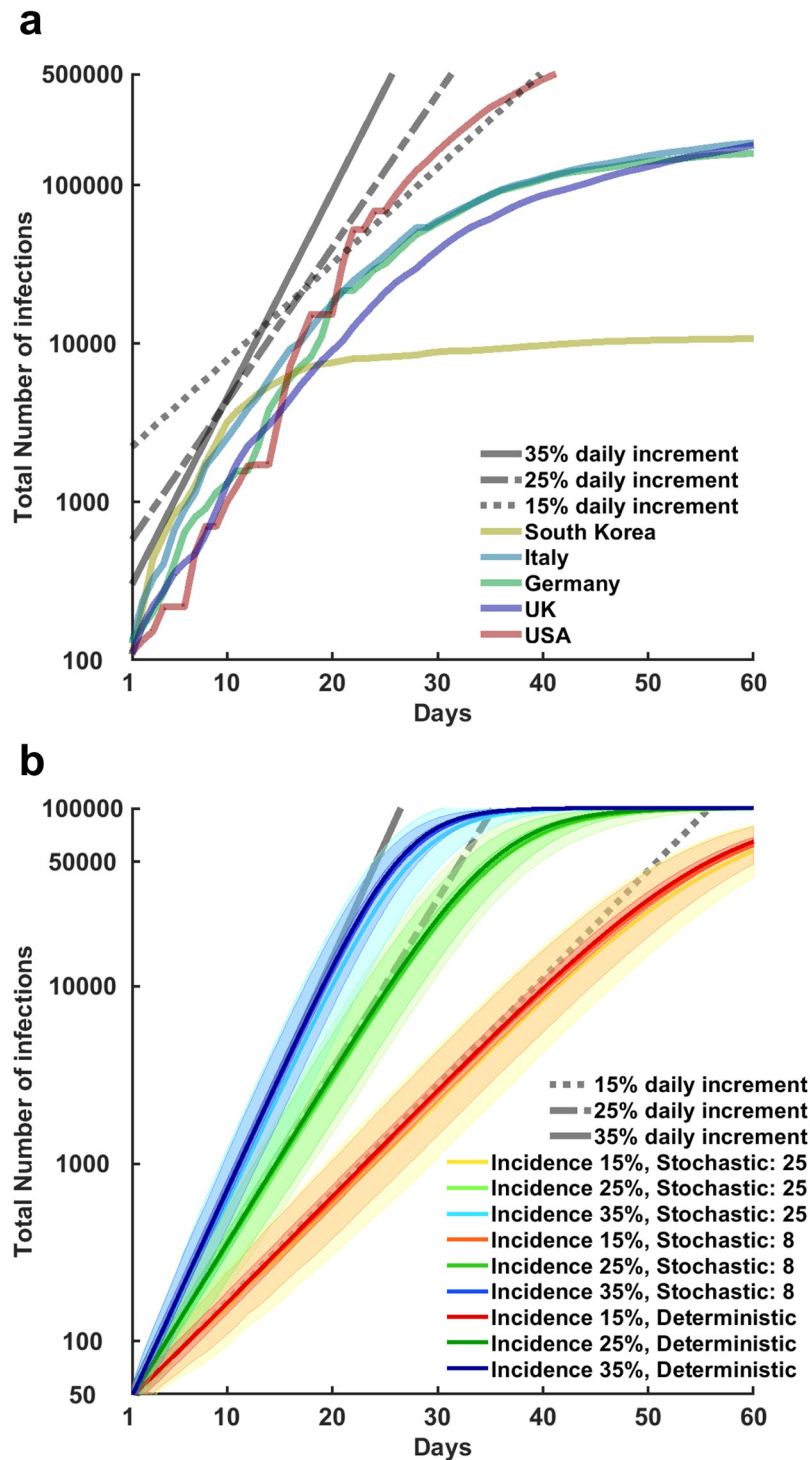 a
500000
100000
10000
1000
100
Total Number of infections
35% daily increment
25% daily increment
15% daily increment
South Korea
Italy
Germany
UK
USA
1 10 20 30 40 50 60
Days
b
100000
50000
10000
1000
100
50
Total Number of infections
15% daily increment
25% daily increment
35% daily increment
Incidence 15%, Stochastic: 25
Incidence 25%, Stochastic: 25
Incidence 35%, Stochastic: 25
Incidence 15%, Stochastic: 8
Incidence 25%, Stochastic: 8
Incidence 35%, Stochastic: 8
Incidence 15%, Deterministic
Incidence 25%, Deterministic
Incidence 35%, Deterministic
1 10 20 30 40 50 60
Days